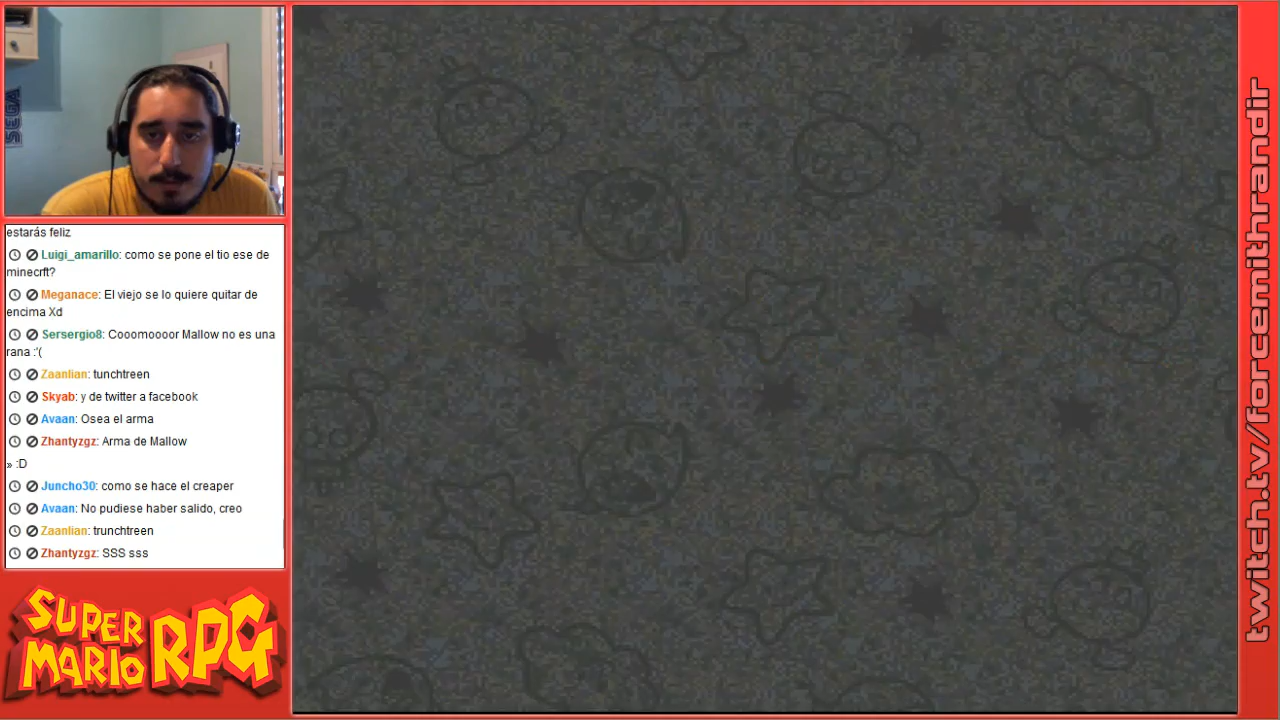 SEGA
estarás feliz
Luigi_amarillo: como se pone el tio ese de
minecrft?
Meganace: El viejo se lo quiere quitar de
encima Xd
Sersergio8: Cooomoooor Mallow no es una
rana :'(
Zaanlian: tunchtreen
Skyab: y de twitter a facebook
Avaan: Osea el arma
Zhantyzgz: Arma de Mallow
» :D
Juncho30: como se hace el creaper
Avaan: No pudiese haber salido, creo
Zaanlian: trunchtreen
Zhantyzgz: SSS sss
SUPER
MARIO RPG
twitch.tv/forcemithrandir